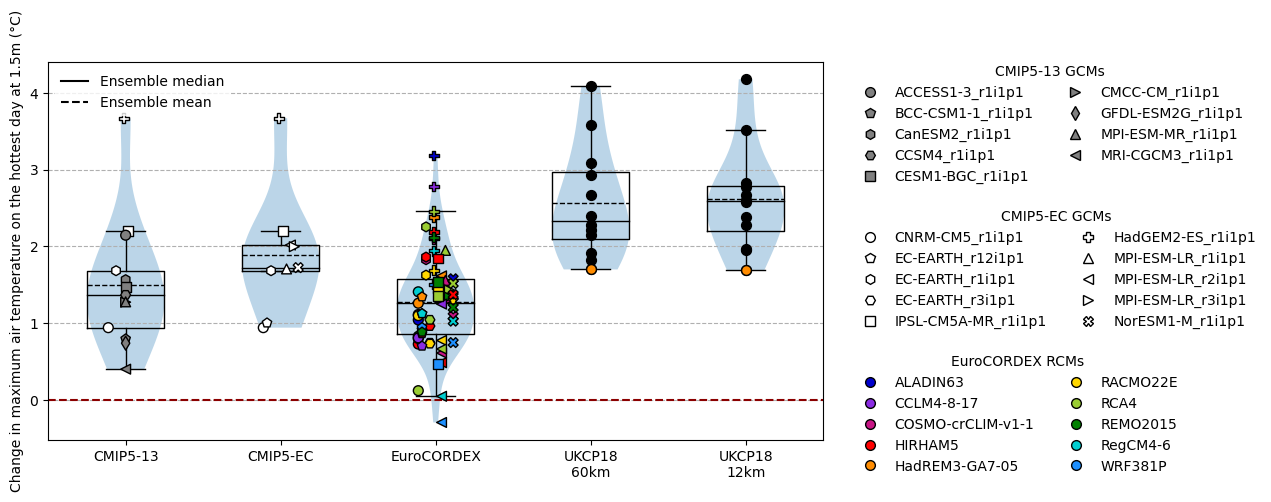 Change in maximum air temperature on the hottest day at 1.5m (°C)
4
3
2
1
0
Ensemble median
Ensemble mean
CMIP5-13
CMIP5-EC
EuroCORDEX
UKCP18
60km
UKCP18
12km
CMIP5-13 GCMs
ACCESS1-3_r1i1p1
BCC-CSM1-1_r1i1p1
CanESM2_r1i1p1
CCSM4_r1i1p1
CESM1-BGC_r1i1p1
CMCC-CM_r1i1p1
GFDL-ESM2G_r1i1p1
MPI-ESM-MR_r1i1p1
MRI-CGCM3_r1i1p1
CMIP5-EC GCMs
CNRM-CM5_r1i1p1
EC-EARTH_r12i1p1
EC-EARTH_r1i1p1
EC-EARTH_r3i1p1
IPSL-CM5A-MR_r1i1p1
HadGEM2-ES_r1i1p1
MPI-ESM-LR_r1i1p1
MPI-ESM-LR_r2i1p1
MPI-ESM-LR_r3i1p1
NorESM1-M_r1i1p1
EuroCORDEX RCMs
ALADIN63
CCLM4-8-17
COSMO-crCLIM-v1-1
HIRHAM5
HadREM3-GA7-05
RACMO22E
RCA4
REMO2015
RegCM4-6
WRF381P